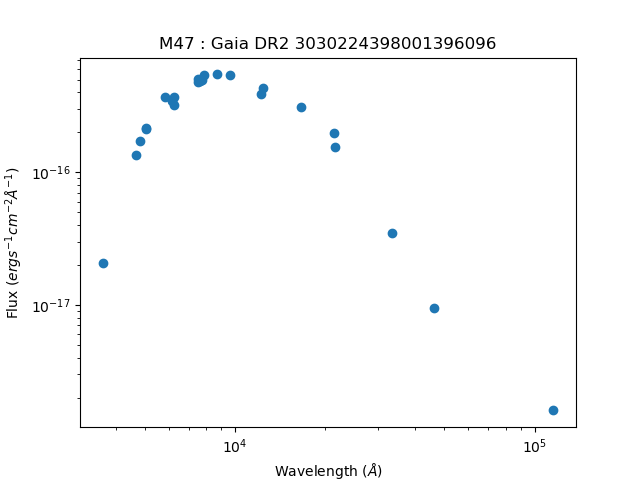 M47 : Gaia DR2 3030224398001396096
Flux (ergs⁻¹cm⁻²Å⁻¹)
10⁻¹⁶
10⁻¹⁷
10⁴
10⁵
Wavelength (Å)